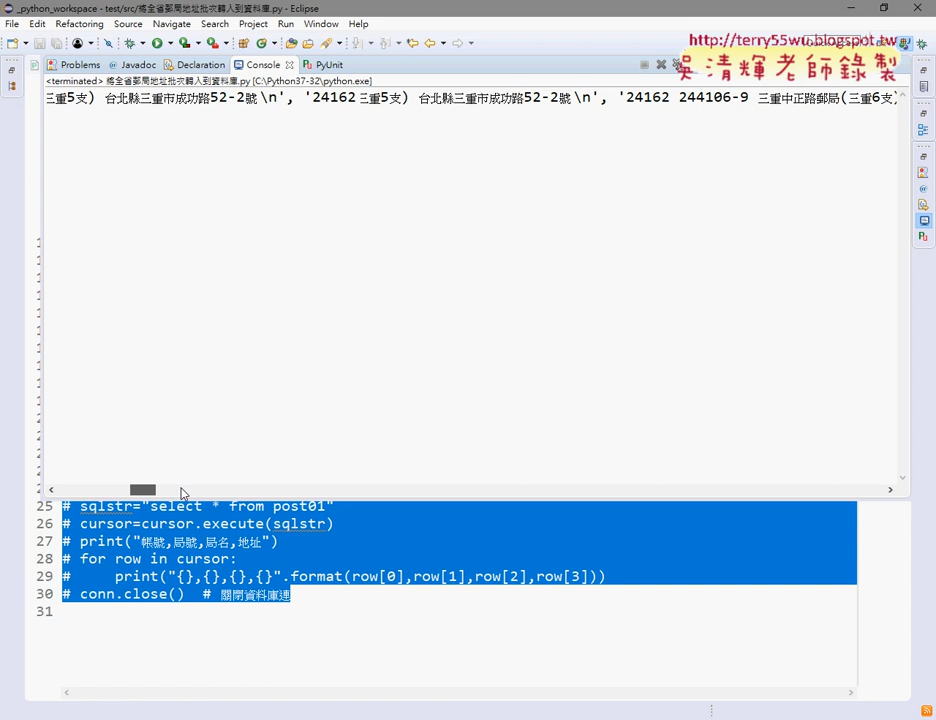 _python_workspace - test/src/將全省郵局地址批次轉入到資料庫.py - Eclipse
File Edit Refactoring Source Navigate Search Project Run Window Help
http://terry55wu.blogspot.tw
吳清輝老師錄製
Problems @ Javadoc Declaration Console PyUnit
<terminated> 將全省郵局地址批次轉入到資料庫.py [C:\Python37-32\python.exe]
三重5支) 台北縣三重市成功路52-2號\n', '24162 三重5支) 台北縣三重市成功路52-2號\n', '24162 244106-9 三重中正路郵局(三重6支)
25 # sqlstr="select * from post01"
26 # cursor=cursor.execute(sqlstr)
27 # print("帳號,局號,局名,地址")
28 # for row in cursor:
29 # print("{},{},{},{}".format(row[0],row[1],row[2],row[3]))
30 # conn.close() # 關閉資料庫連
31